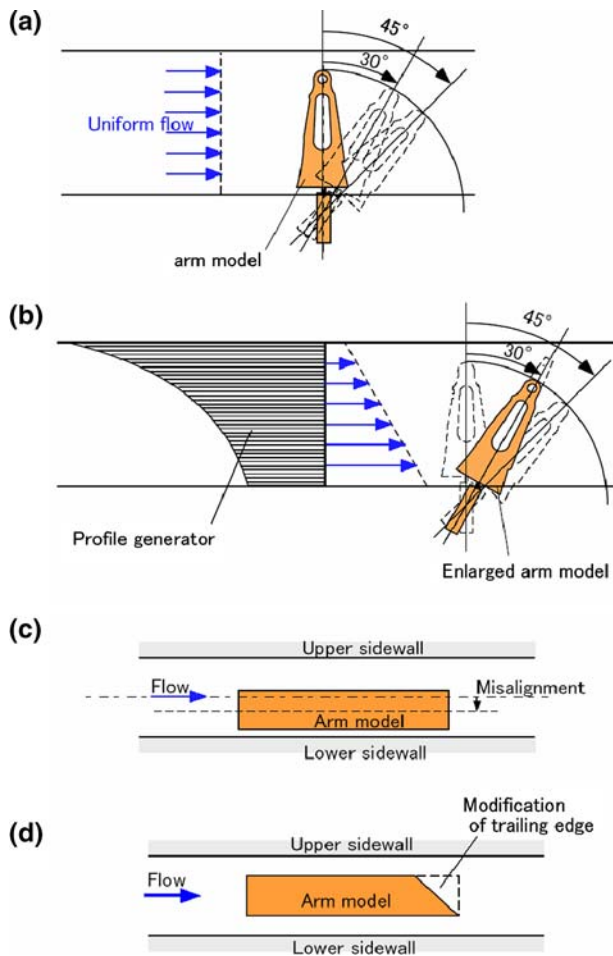 (a)
45°
30°
Uniform flow
arm model
(b)
45°
30°
Profile generator
Enlarged arm model
(c)
Upper sidewall
Flow
Misalignment
Arm model
Lower sidewall
(d)
Modification
of trailing edge
Upper sidewall
Flow
Arm model
Lower sidewall